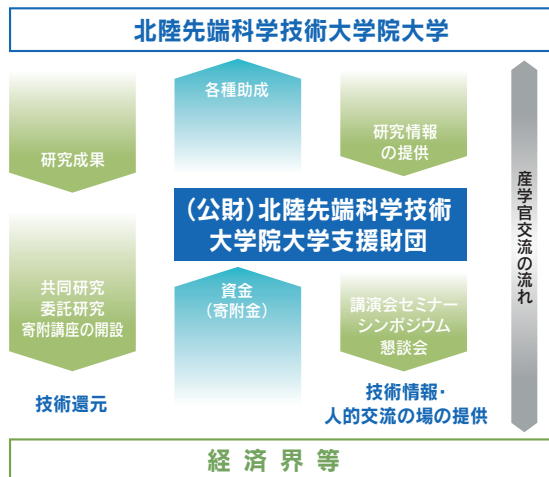 北陸先端科学技術大学院大学
各種助成
研究成果
研究情報
の提供
(公財)北陸先端科学技術
大学院大学支援財団
共同研究
委託研究
寄附講座の開設
資金
(寄附金)
講演会セミナー
シンポジウム
懇談会
技術還元
技術情報・
人的交流の場の提供
産学官交流の流れ
経済界等